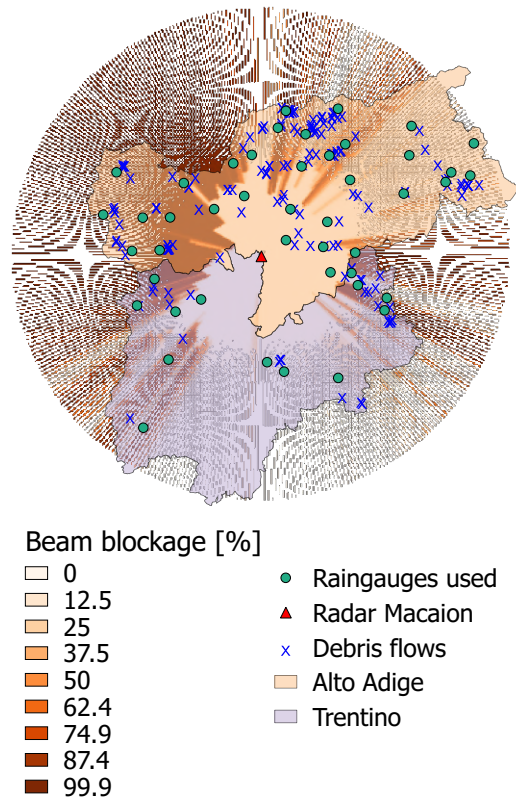 Beam blockage [%]
0
12.5
25
37.5
50
62.4
74.9
87.4
99.9
Raingauges used
Radar Macaion
Debris flows
Alto Adige
Trentino